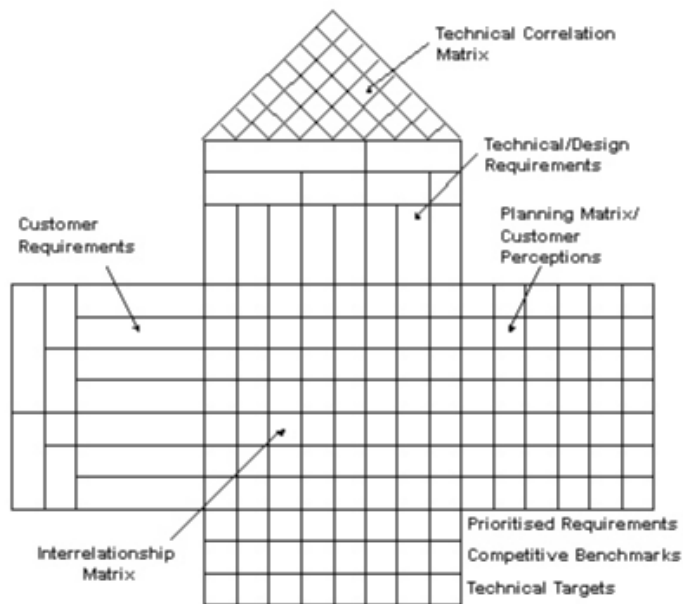 Technical Correlation
Matrix
Technical/Design
Requirements
Customer
Requirements
Planning Matrix/
Customer
Perceptions
Interrelationship
Matrix
Prioritised Requirements
Competitive Benchmarks
Technical Targets